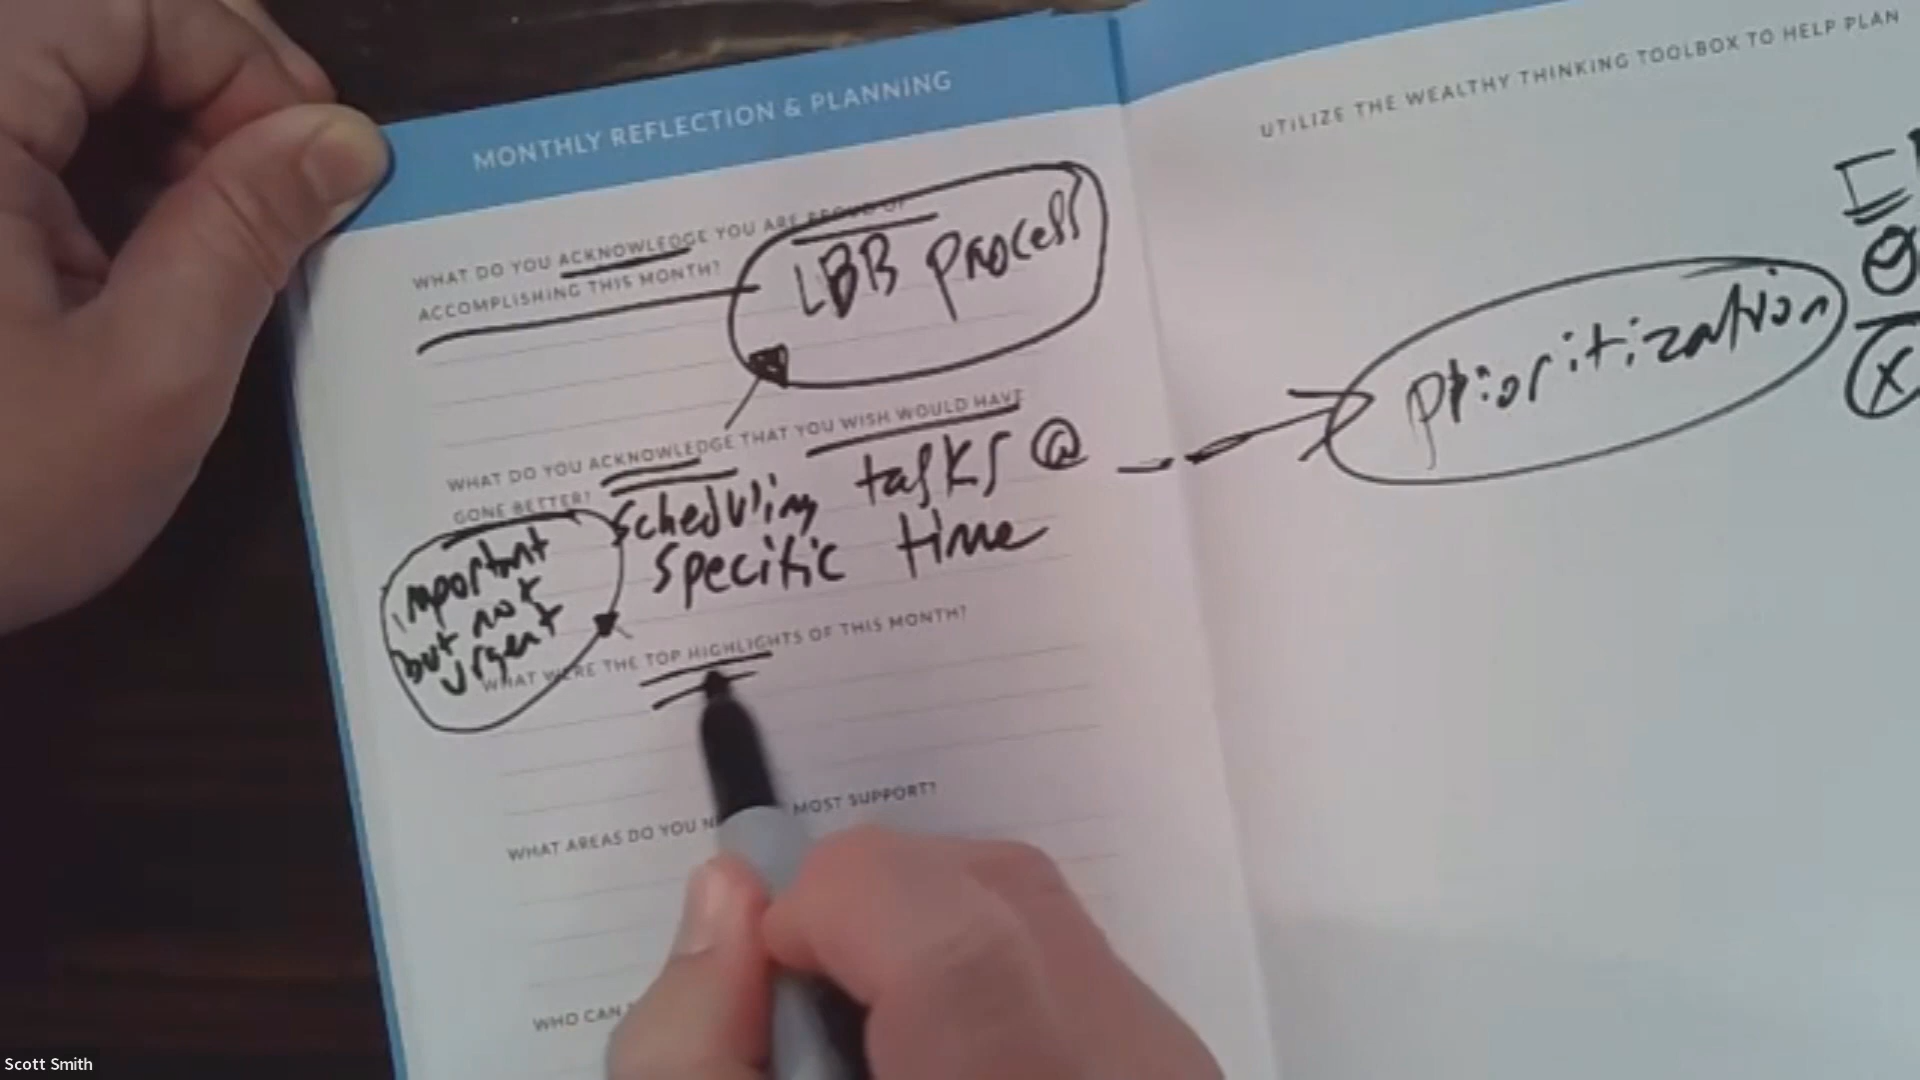 MONTHLY REFLECTION & PLANNING
WHAT DO YOU ACKNOWLEDGE YOU ARE PROUD OF
ACCOMPLISHING THIS MONTH?
LBB Process
WHAT DO YOU ACKNOWLEDGE THAT YOU WISH WOULD HAVE
GONE BETTER?
scheduling tasks @
specific time
important
but not
urgent
WHAT WERE THE TOP HIGHLIGHTS OF THIS MONTH?
WHAT AREAS DO YOU MOST SUPPORT?
WHO CAN
UTILIZE THE WEALTHY THINKING TOOLBOX TO HELP PLAN
Prioritization
X
Scott Smith